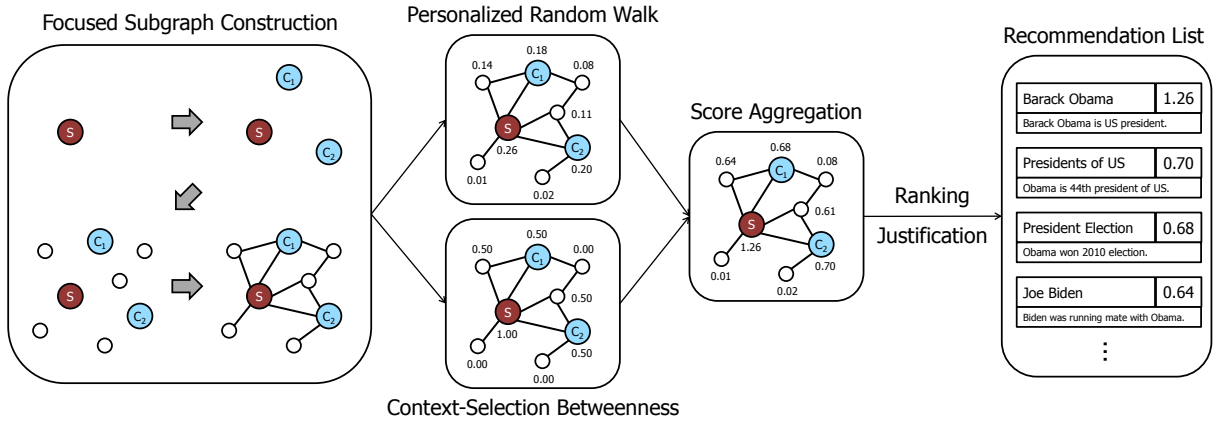 Focused Subgraph Construction
S
S
C₁
C₂
C₁
S
C₂
C₁
S
C₂
Personalized Random Walk
0.18
0.14
C₁
0.08
0.11
S
C₂
0.26
0.20
0.01
0.02
0.50
0.50
C₁
0.00
0.50
S
C₂
1.00
0.50
0.00
0.00
Context-Selection Betweenness
Score Aggregation
0.68
0.64
C₁
0.08
0.61
S
C₂
1.26
0.70
0.01
0.02
Ranking
Justification
Recommendation List
Barack Obama 1.26
Barack Obama is US president.
Presidents of US 0.70
Obama is 44th president of US.
President Election 0.68
Obama won 2010 election.
Joe Biden 0.64
Biden was running mate with Obama.
⋮